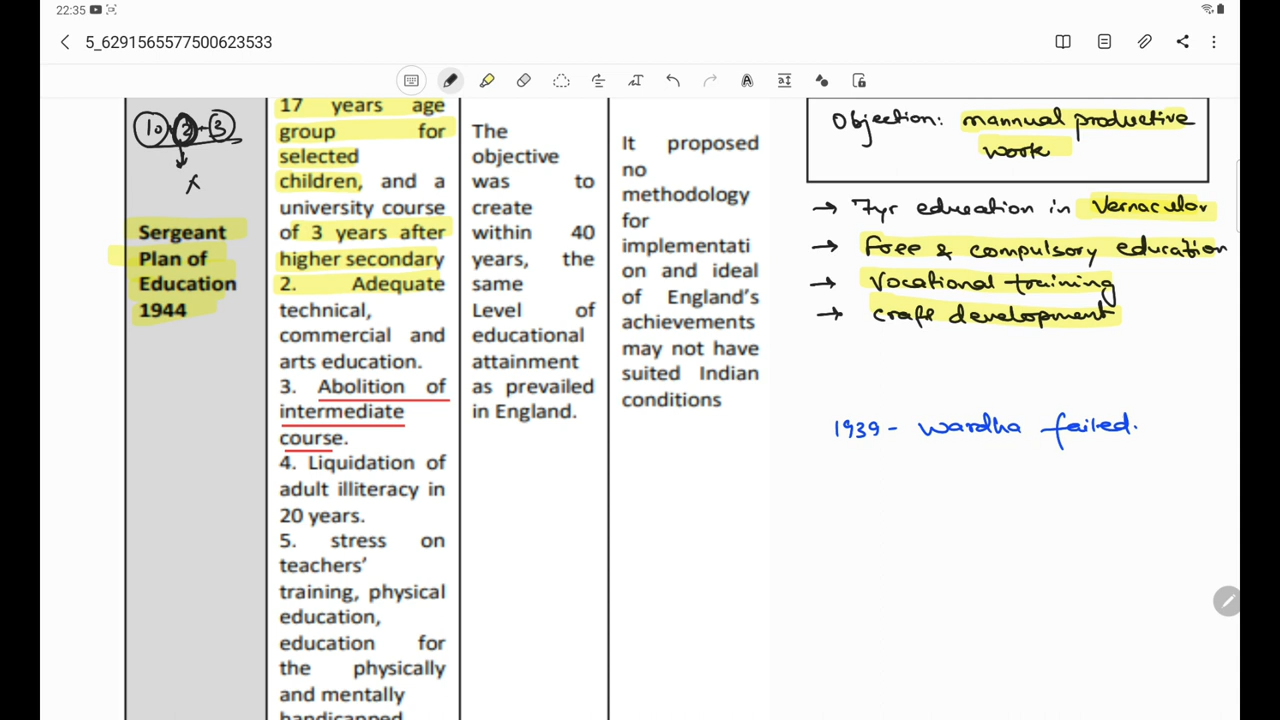 22:35
5_6291565577500623533
10 2 3
x
Sergeant
Plan of
Education
1944
17 years age
group for
selected
children, and a
university course
of 3 years after
higher secondary
2. Adequate
technical,
commercial and
arts education.
3. Abolition of
intermediate
course.
4. Liquidation of
adult illiteracy in
20 years.
5. stress on
teachers'
training, physical
education,
education for
the physically
and mentally
handicapped
The
objective
was to
create
within 40
years, the
same
Level of
educational
attainment
as prevailed
in England.
It proposed
no
methodology
for
implementati
on and ideal
of England's
achievements
may not have
suited Indian
conditions
Objection: mannual productive
work
→ 7yr education in Vernacular
→ free & compulsory education
→ Vocational training
→ craft development
1939 - wardha failed.